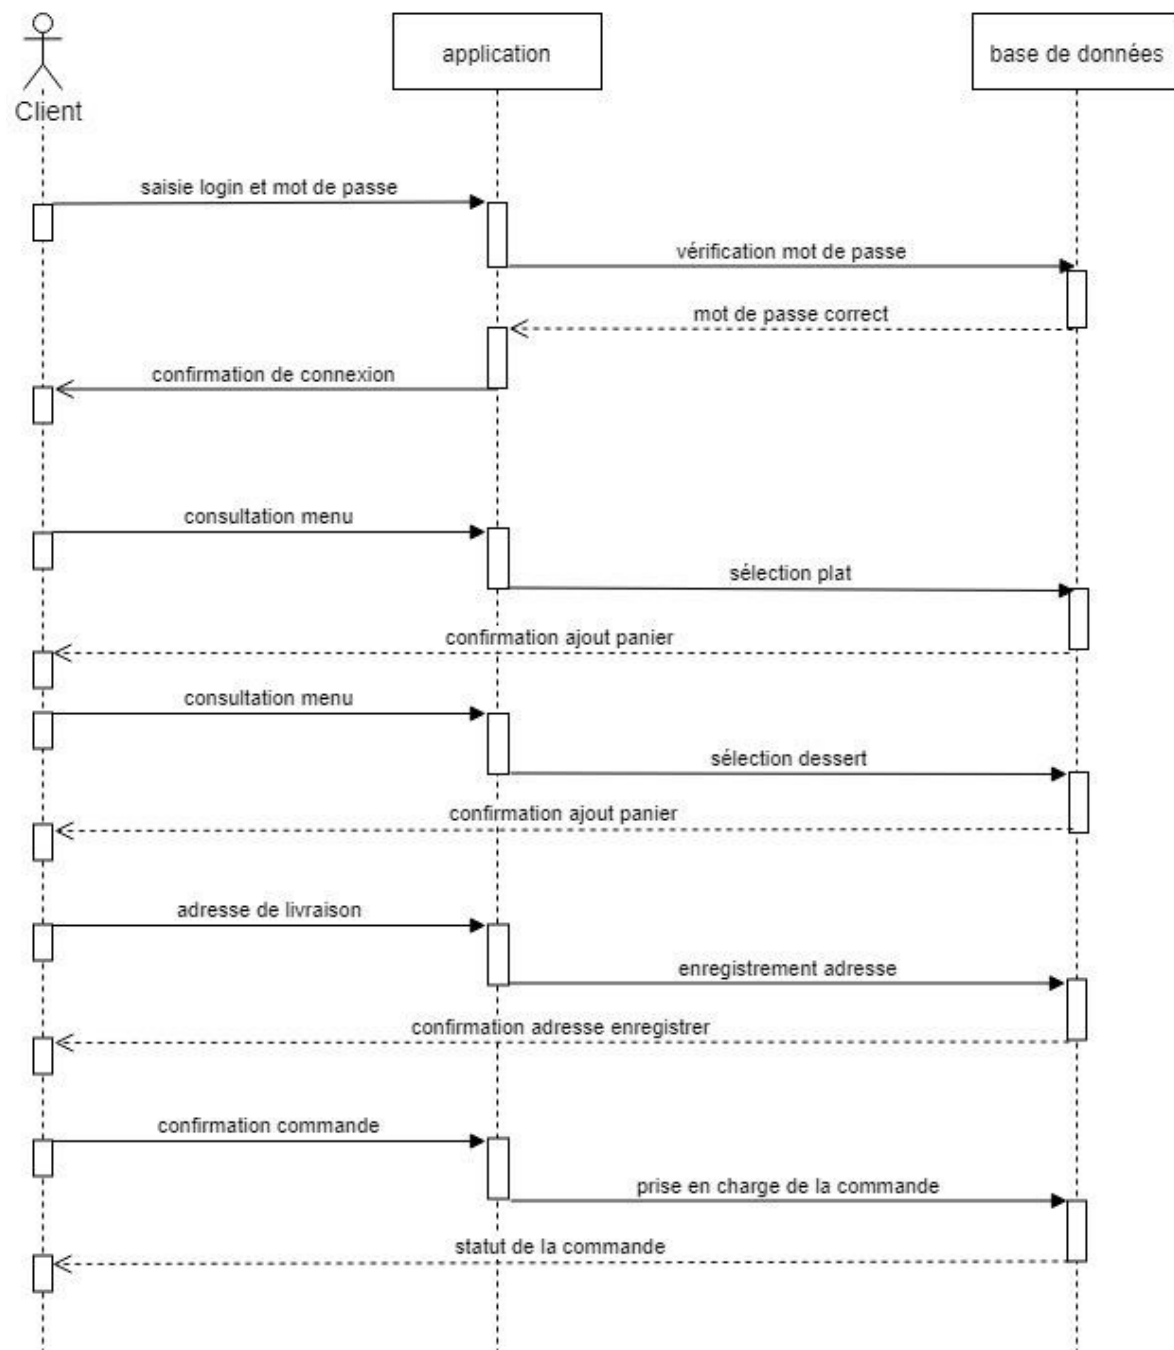 application
base de données
Client
saisie login et mot de passe
vérification mot de passe
mot de passe correct
confirmation de connexion
consultation menu
sélection plat
confirmation ajout panier
consultation menu
sélection dessert
confirmation ajout panier
adresse de livraison
enregistrement adresse
confirmation adresse enregistrer
confirmation commande
prise en charge de la commande
statut de la commande